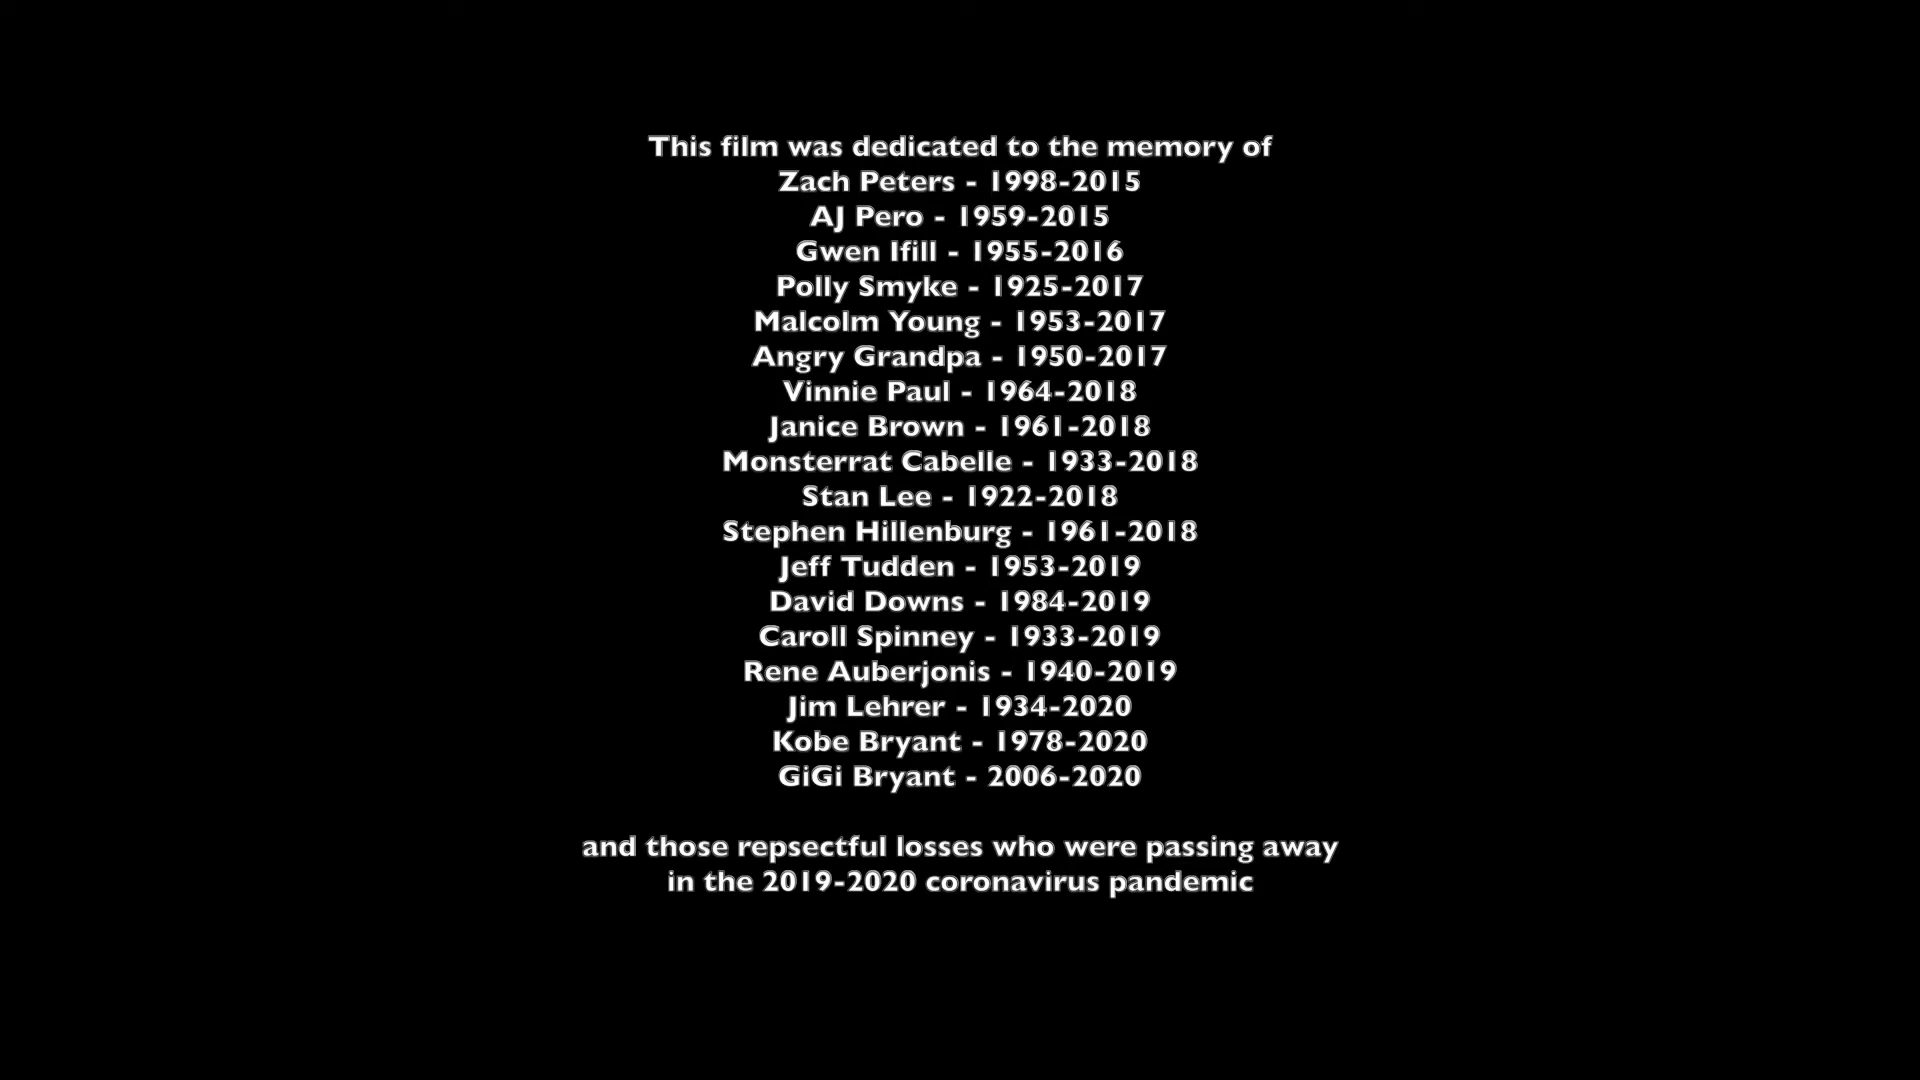 This film was dedicated to the memory of
Zach Peters - 1998-2015
AJ Pero - 1959-2015
Gwen Ifill - 1955-2016
Polly Smyke - 1925-2017
Malcolm Young - 1953-2017
Angry Grandpa - 1950-2017
Vinnie Paul - 1964-2018
Janice Brown - 1961-2018
Monsterrat Cabelle - 1933-2018
Stan Lee - 1922-2018
Stephen Hillenburg - 1961-2018
Jeff Tudden - 1953-2019
David Downs - 1984-2019
Caroll Spinney - 1933-2019
Rene Auberjonis - 1940-2019
Jim Lehrer - 1934-2020
Kobe Bryant - 1978-2020
GiGi Bryant - 2006-2020
and those repsectful losses who were passing away
in the 2019-2020 coronavirus pandemic